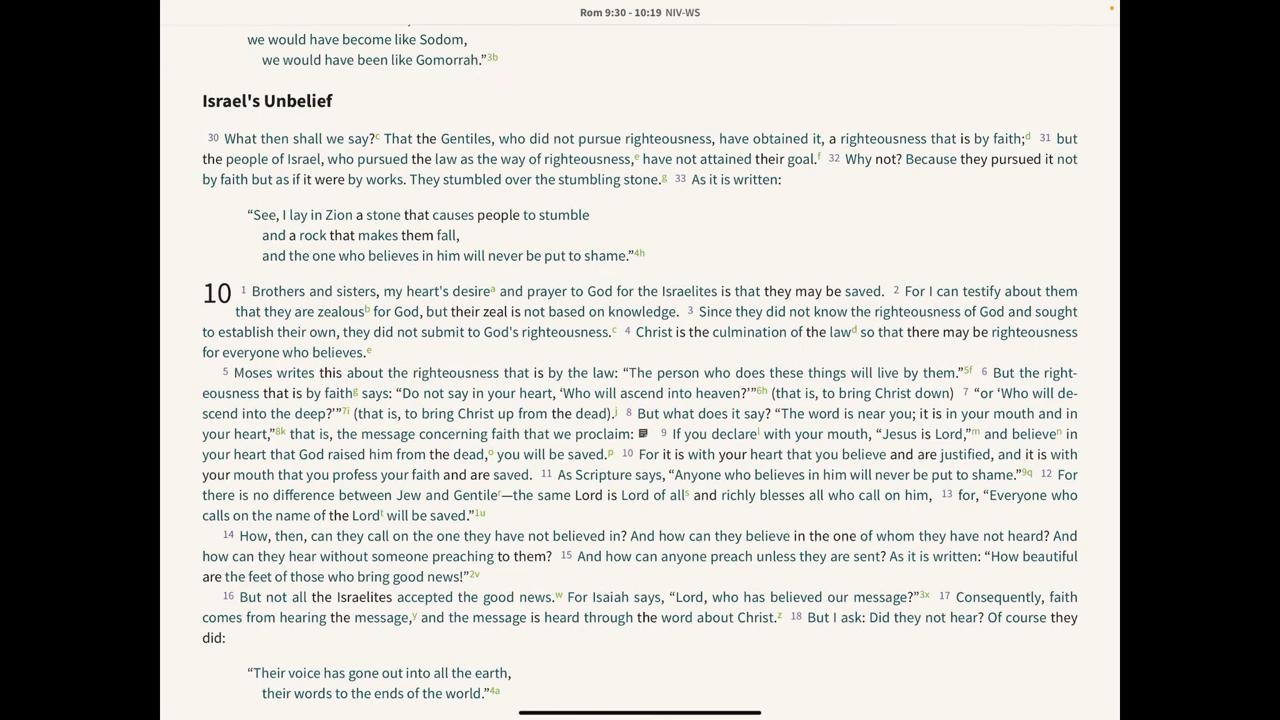 Rom 9:30 - 10:19 NIV-WS
we would have become like Sodom,
we would have been like Gomorrah.”3b
Israel's Unbelief
30 What then shall we say?c That the Gentiles, who did not pursue righteousness, have obtained it, a righteousness that is by faith;d 31 but
the people of Israel, who pursued the law as the way of righteousness,e have not attained their goal.f 32 Why not? Because they pursued it not
by faith but as if it were by works. They stumbled over the stumbling stone.g 33 As it is written:
“See, I lay in Zion a stone that causes people to stumble
and a rock that makes them fall,
and the one who believes in him will never be put to shame.”4h
10 1 Brothers and sisters, my heart's desirea and prayer to God for the Israelites is that they may be saved. 2 For I can testify about them
that they are zealousb for God, but their zeal is not based on knowledge. 3 Since they did not know the righteousness of God and sought
to establish their own, they did not submit to God's righteousness.c 4 Christ is the culmination of the lawd so that there may be righteousness
for everyone who believes.e
5 Moses writes this about the righteousness that is by the law: “The person who does these things will live by them.”5f 6 But the right-
eousness that is by faithg says: “Do not say in your heart, ‘Who will ascend into heaven?’”6h (that is, to bring Christ down) 7 “or ‘Who will de-
scend into the deep?’”7i (that is, to bring Christ up from the dead).j 8 But what does it say? “The word is near you; it is in your mouth and in
your heart,”8k that is, the message concerning faith that we proclaim: 9 If you declarel with your mouth, “Jesus is Lord,”m and believen in
your heart that God raised him from the dead,o you will be saved.p 10 For it is with your heart that you believe and are justified, and it is with
your mouth that you profess your faith and are saved. 11 As Scripture says, “Anyone who believes in him will never be put to shame.”9q 12 For
there is no difference between Jew and Gentiler—the same Lord is Lord of alls and richly blesses all who call on him, 13 for, “Everyone who
calls on the name of the Lordt will be saved.”1u
14 How, then, can they call on the one they have not believed in? And how can they believe in the one of whom they have not heard? And
how can they hear without someone preaching to them? 15 And how can anyone preach unless they are sent? As it is written: “How beautiful
are the feet of those who bring good news!”2v
16 But not all the Israelites accepted the good news.w For Isaiah says, “Lord, who has believed our message?”3x 17 Consequently, faith
comes from hearing the message,y and the message is heard through the word about Christ.z 18 But I ask: Did they not hear? Of course they
did:
“Their voice has gone out into all the earth,
their words to the ends of the world.”4a